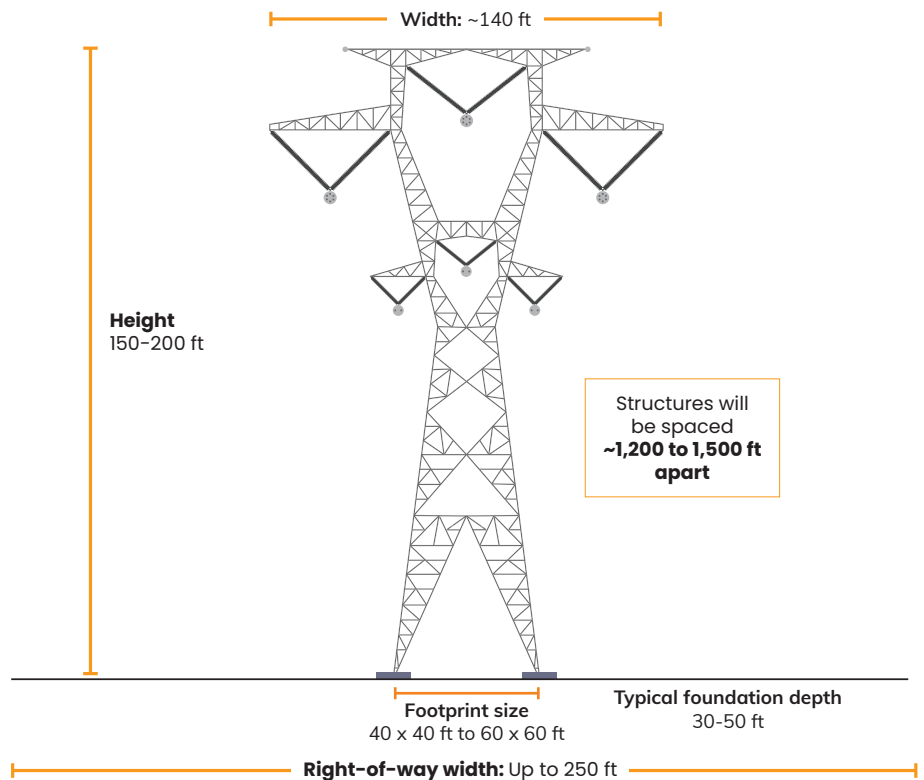 Width: ~140 ft
Height
150-200 ft
Structures will
be spaced
~1,200 to 1,500 ft
apart
Footprint size
40 x 40 ft to 60 x 60 ft
Typical foundation depth
30-50 ft
Right-of-way width: Up to 250 ft